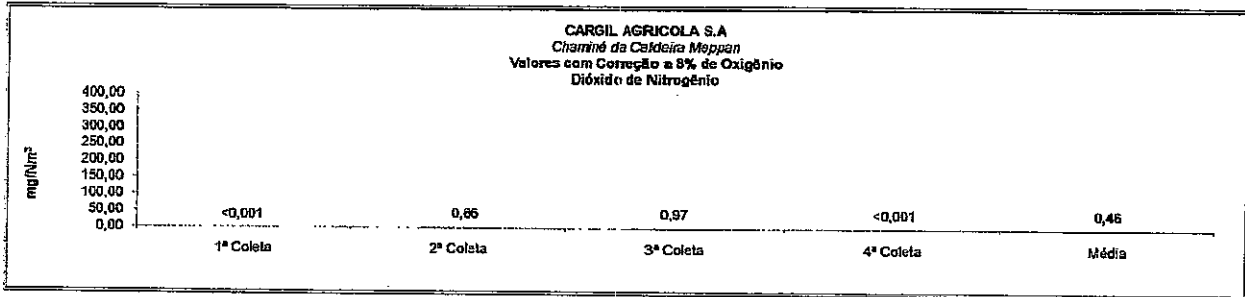 CARGIL AGRICOLA S.A
Chaminé da Caldeira Meppan
Valores com Correção a 8% de Oxigênio
Dióxido de Nitrogênio
mg/Nm³
400,00
350,00
300,00
250,00
200,00
150,00
100,00
50,00
0,00
<0,001 0,86 0,97 <0,001 0,46
1ª Coleta 2ª Coleta 3ª Coleta 4ª Coleta Média